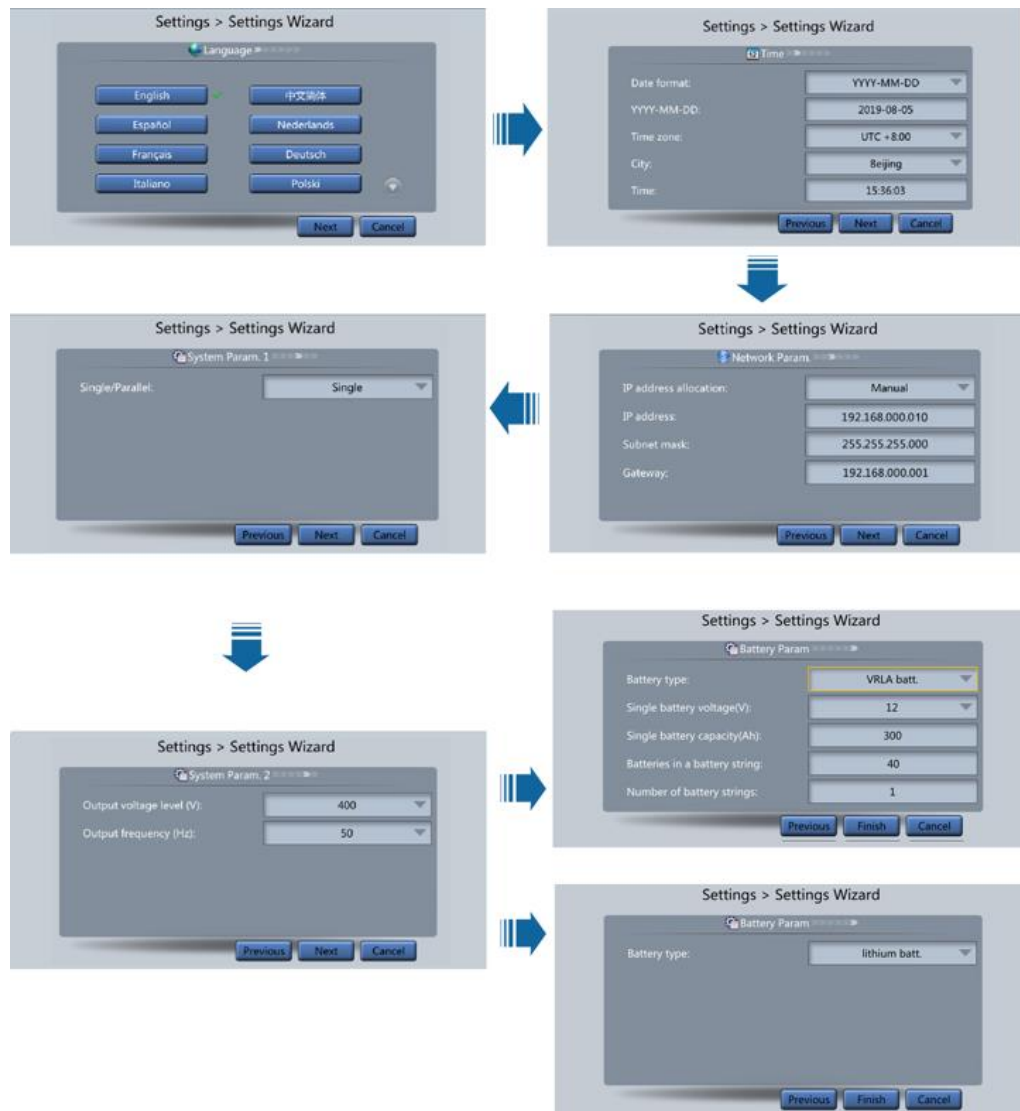 Settings > Settings Wizard
Language
English
中文简体
Español
Nederlands
Français
Deutsch
Italiano
Polski
Next Cancel
Settings > Settings Wizard
Time
Date format: YYYY-MM-DD
YYYY-MM-DD: 2019-08-05
Time zone: UTC +8:00
City: Beijing
Time: 15:36:03
Previous Next Cancel
Settings > Settings Wizard
Network Param.
IP address allocation: Manual
IP address: 192.168.000.010
Subnet mask: 255.255.255.000
Gateway: 192.168.000.001
Previous Next Cancel
Settings > Settings Wizard
System Param. 1
Single/Parallel: Single
Previous Next Cancel
Settings > Settings Wizard
System Param. 2
Output voltage level (V): 400
Output frequency (Hz): 50
Previous Next Cancel
Settings > Settings Wizard
Battery Param
Battery type: VRLA batt.
Single battery voltage(V): 12
Single battery capacity(Ah): 300
Batteries in a battery string: 40
Number of battery strings: 1
Previous Finish Cancel
Settings > Settings Wizard
Battery Param
Battery type: lithium batt.
Previous Finish Cancel